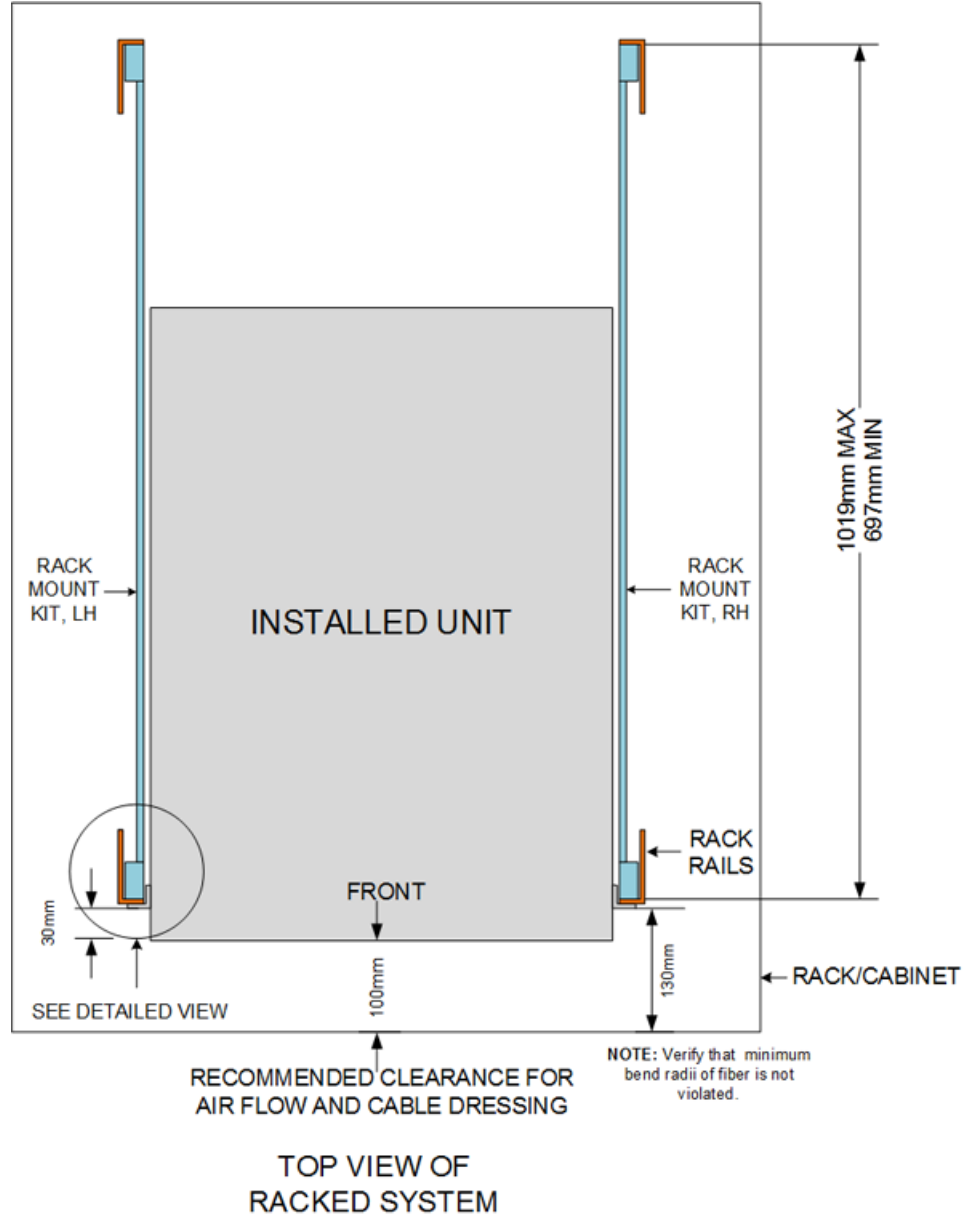 1019mm MAX
697mm MIN
RACK
MOUNT
KIT, LH
RACK
MOUNT
KIT, RH
INSTALLED UNIT
RACK
RAILS
FRONT
30mm
100mm
130mm
RACK/CABINET
SEE DETAILED VIEW
NOTE: Verify that minimum
bend radii of fiber is not
violated.
RECOMMENDED CLEARANCE FOR
AIR FLOW AND CABLE DRESSING
TOP VIEW OF
RACKED SYSTEM